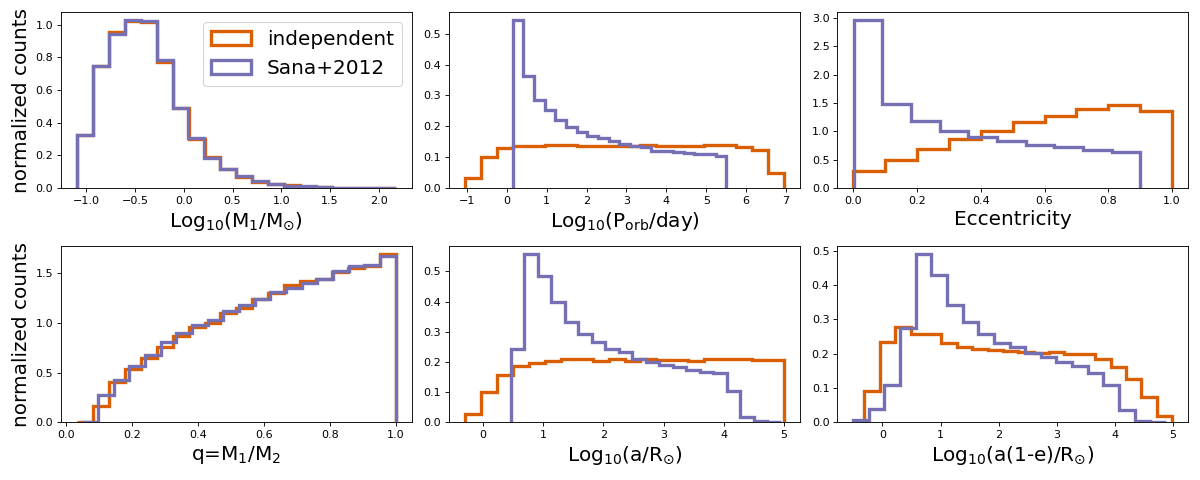 normalized counts
0.0 0.2 0.4 0.6 0.8 1.0
−1.0 −0.5 0.0 0.5 1.0 1.5 2.0
Log₁₀(M₁/M☉)
independent
Sana+2012
0.0 0.1 0.2 0.3 0.4 0.5
−1 0 1 2 3 4 5 6 7
Log₁₀(Pₒᵣb/day)
0.0 0.5 1.0 1.5 2.0 2.5 3.0
0.0 0.2 0.4 0.6 0.8 1.0
Eccentricity
normalized counts
0.0 0.5 1.0 1.5
0.0 0.2 0.4 0.6 0.8 1.0
q=M₁/M₂
0.0 0.1 0.2 0.3 0.4 0.5
0 1 2 3 4 5
Log₁₀(a/R☉)
0.0 0.1 0.2 0.3 0.4 0.5
0 1 2 3 4 5
Log₁₀(a(1-e)/R☉)